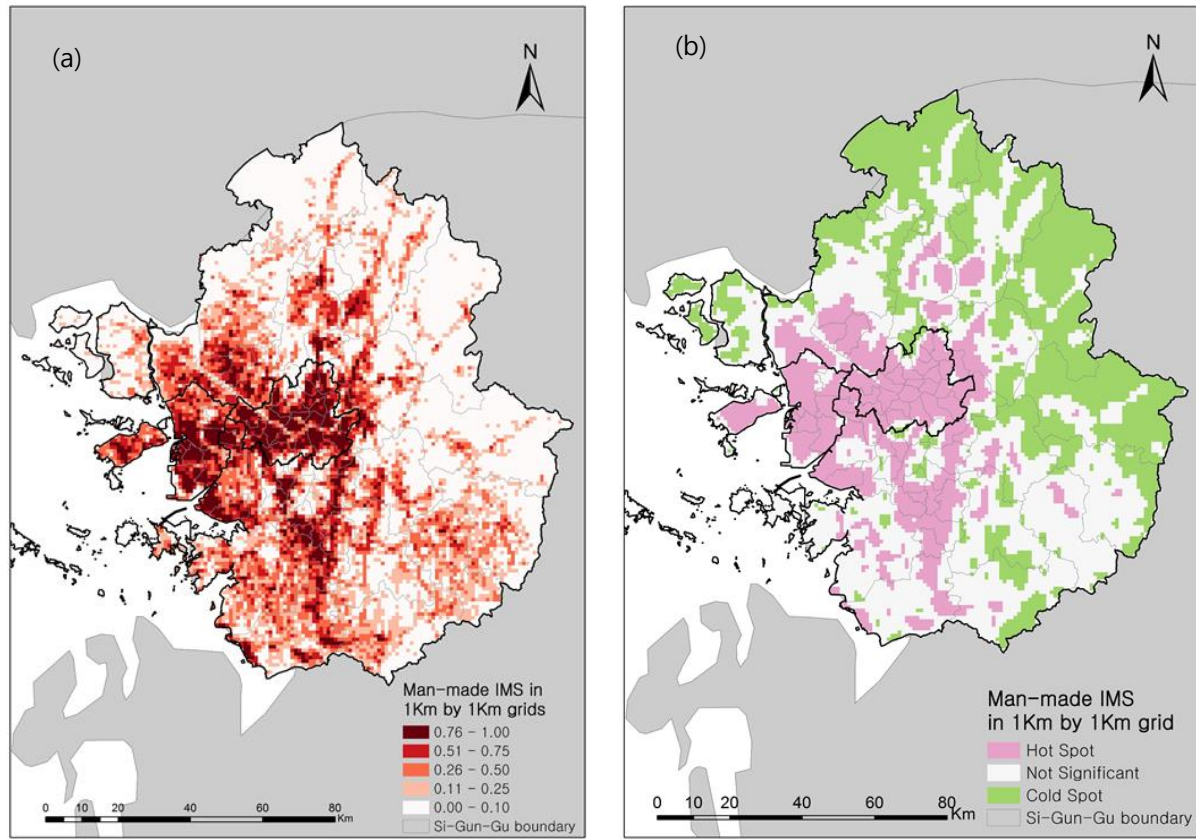 (a)
N
Man-made IMS in
1Km by 1Km grids
0.76 - 1.00
0.51 - 0.75
0.26 - 0.50
0.11 - 0.25
0.00 - 0.10
Si-Gun-Gu boundary
0 10 20 40 60 80
Km
(b)
N
Man-made IMS
in 1Km by 1Km grid
Hot Spot
Not Significant
Cold Spot
Si-Gun-Gu boundary
0 10 20 40 60 80
Km